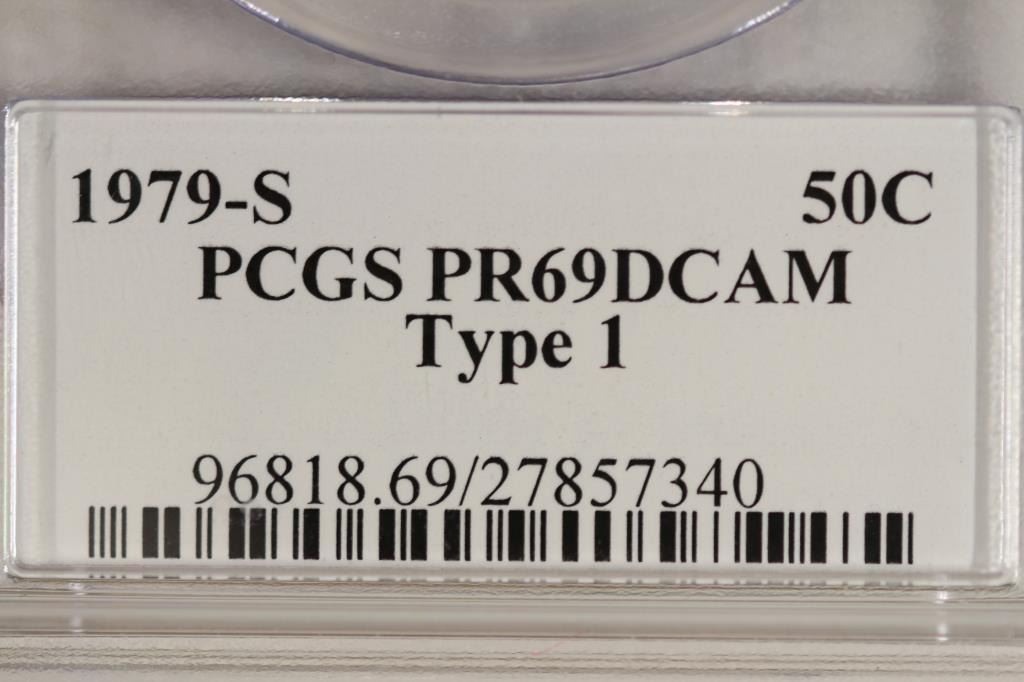 1979-S 50C
PCGS PR69DCAM
Type 1
96818.69/27857340